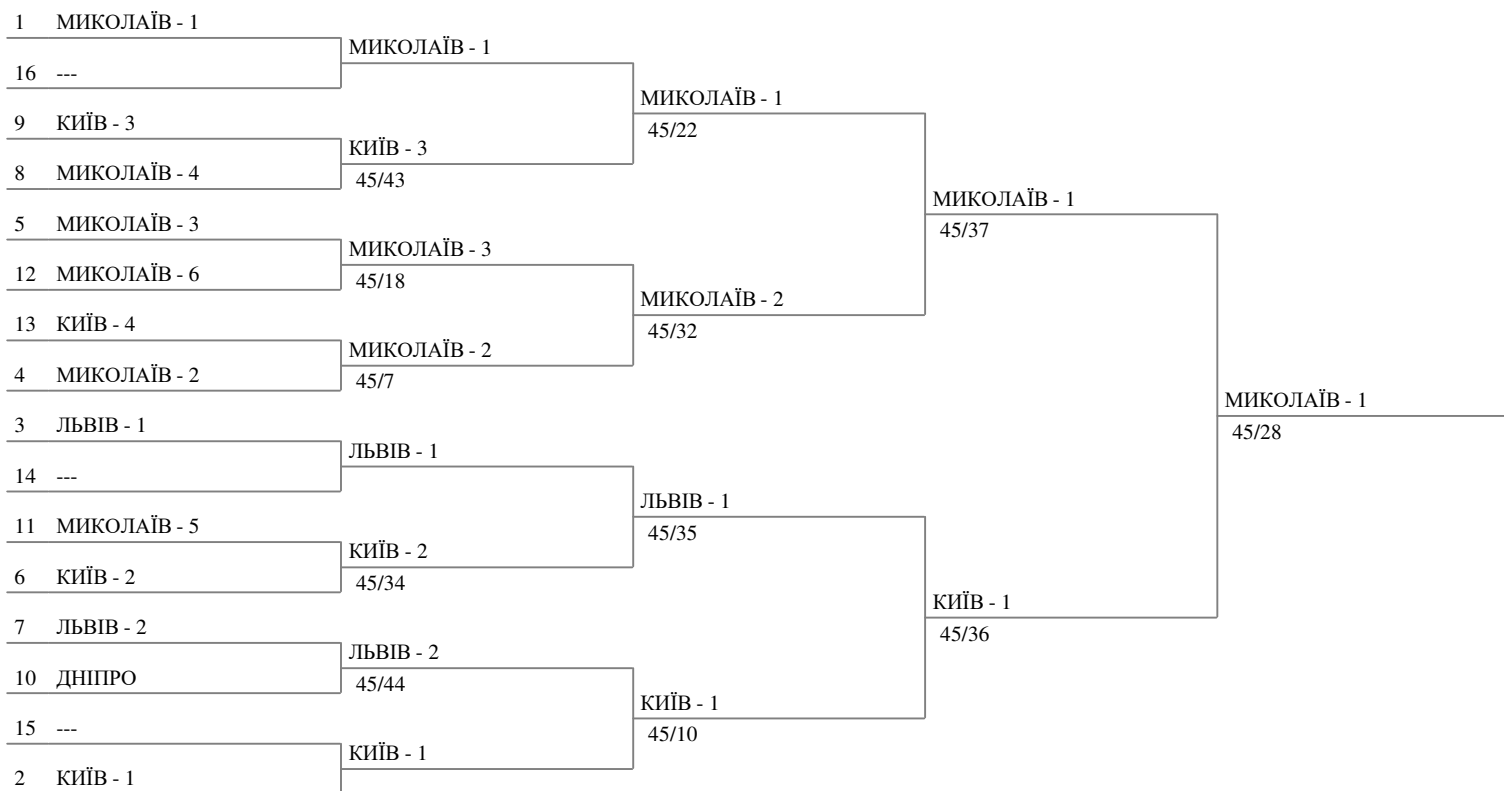 1 МИКОЛАЇВ - 1
16 ---
9 КИЇВ - 3
8 МИКОЛАЇВ - 4
5 МИКОЛАЇВ - 3
12 МИКОЛАЇВ - 6
13 КИЇВ - 4
4 МИКОЛАЇВ - 2
3 ЛЬВІВ - 1
14 ---
11 МИКОЛАЇВ - 5
6 КИЇВ - 2
7 ЛЬВІВ - 2
10 ДНІПРО
15 ---
2 КИЇВ - 1
МИКОЛАЇВ - 1
КИЇВ - 3
45/43
МИКОЛАЇВ - 3
45/18
МИКОЛАЇВ - 2
45/7
ЛЬВІВ - 1
КИЇВ - 2
45/34
ЛЬВІВ - 2
45/44
КИЇВ - 1
МИКОЛАЇВ - 1
45/22
МИКОЛАЇВ - 2
45/32
ЛЬВІВ - 1
45/35
КИЇВ - 1
45/10
МИКОЛАЇВ - 1
45/37
КИЇВ - 1
45/36
МИКОЛАЇВ - 1
45/28